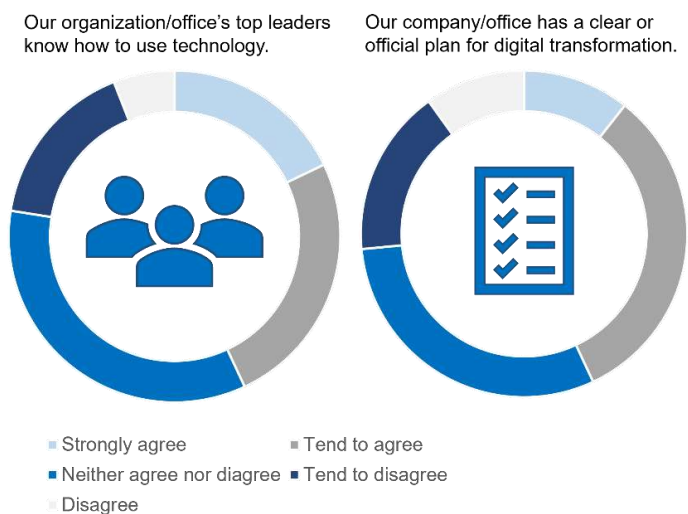 Our organization/office's top leaders
know how to use technology.
Our company/office has a clear or
official plan for digital transformation.
Strongly agree
Tend to agree
Neither agree nor diagree
Tend to disagree
Disagree